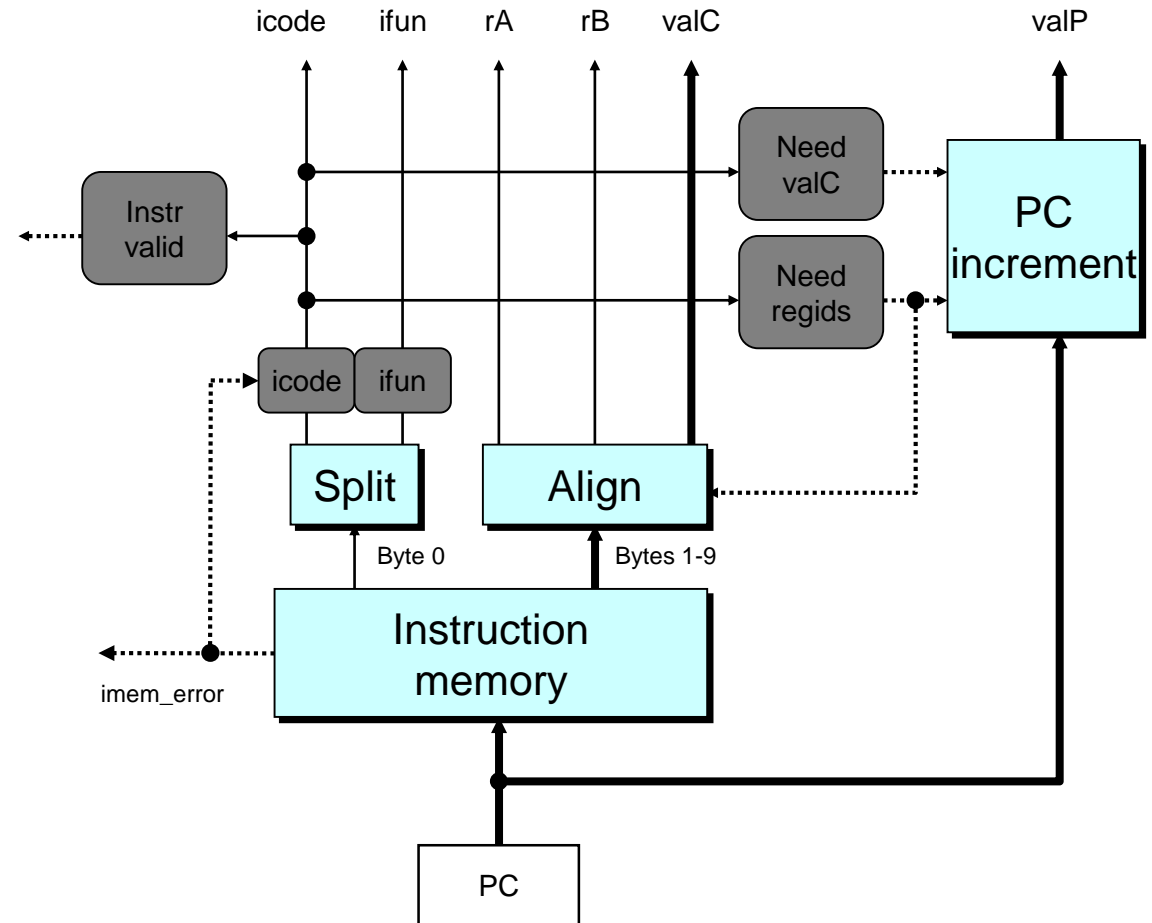 icode ifun rA rB valC valP
Need
valC
PC
increment
Instr
valid
Need
regids
icode ifun
Split
Align
Byte 0
Bytes 1-9
Instruction
memory
imem_error
PC